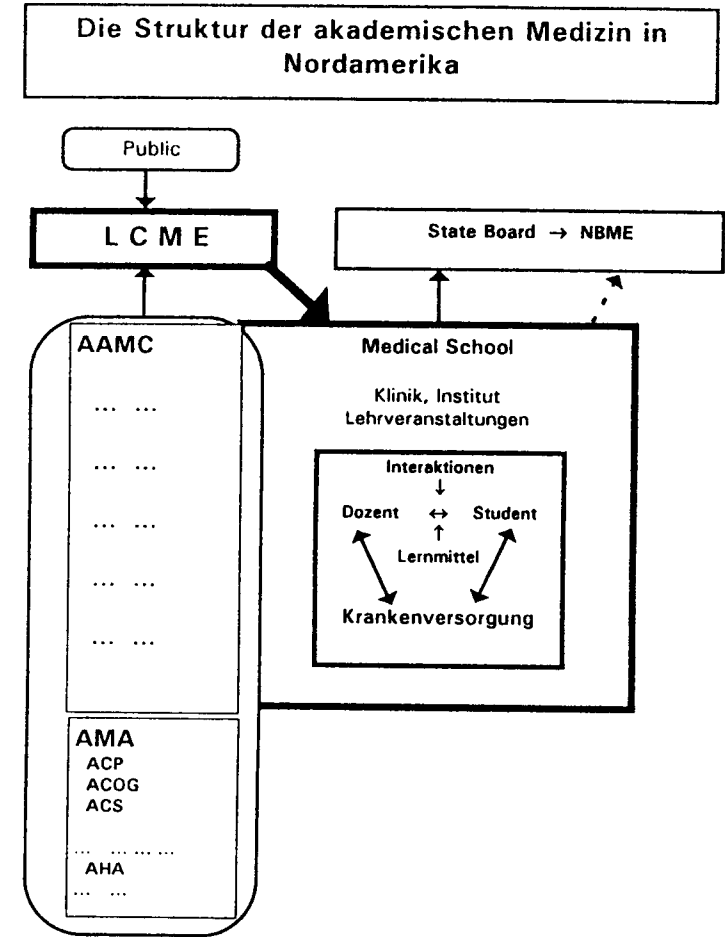 Die Struktur der akademischen Medizin in
Nordamerika
Public
L C M E
State Board → NBME
AAMC
... ...
... ...
... ...
... ...
... ...
Medical School
Klinik, Institut
Lehrveranstaltungen
Interaktionen
↓
Dozent ↔ Student
↑
Lernmittel
Krankenversorgung
AMA
ACP
ACOG
ACS
... ... ... ...
AHA
... ...